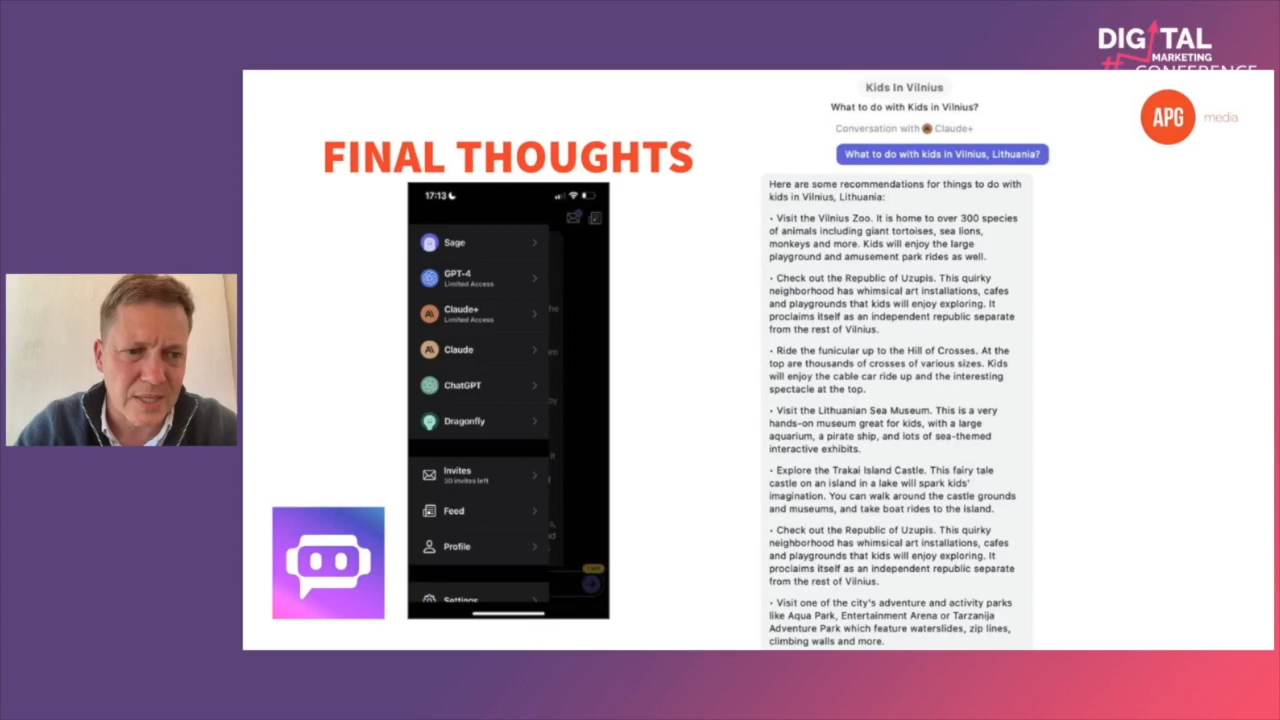 DIGITAL
MARKETING
CONFERENCE
APG media
FINAL THOUGHTS
17:13
Sage
GPT-4
Limited Access
Claude+
Limited Access
Claude
ChatGPT
Dragonfly
Invites
30 invites left
Feed
Profile
Settings
Kids In Vilnius
What to do with Kids in Vilnius?
Conversation with Claude+
What to do with kids in Vilnius, Lithuania?
Here are some recommendations for things to do with
kids in Vilnius, Lithuania:
• Visit the Vilnius Zoo. It is home to over 300 species
of animals including giant tortoises, sea lions,
monkeys and more. Kids will enjoy the large
playground and amusement park rides as well.
• Check out the Republic of Uzupis. This quirky
neighborhood has whimsical art installations, cafes
and playgrounds that kids will enjoy exploring. It
proclaims itself as an independent republic separate
from the rest of Vilnius.
• Ride the funicular up to the Hill of Crosses. At the
top are thousands of crosses of various sizes. Kids
will enjoy the cable car ride up and the interesting
spectacle at the top.
• Visit the Lithuanian Sea Museum. This is a very
hands-on museum great for kids, with a large
aquarium, a pirate ship, and lots of sea-themed
interactive exhibits.
• Explore the Trakai Island Castle. This fairy tale
castle on an island in a lake will spark kids'
imagination. You can walk around the castle grounds
and museums, and take boat rides to the island.
• Check out the Republic of Uzupis. This quirky
neighborhood has whimsical art installations, cafes
and playgrounds that kids will enjoy exploring. It
proclaims itself as an independent republic separate
from the rest of Vilnius.
• Visit one of the city's adventure and activity parks
like Aqua Park, Entertainment Arena or Tarzanija
Adventure Park which feature waterslides, zip lines,
climbing walls and more.